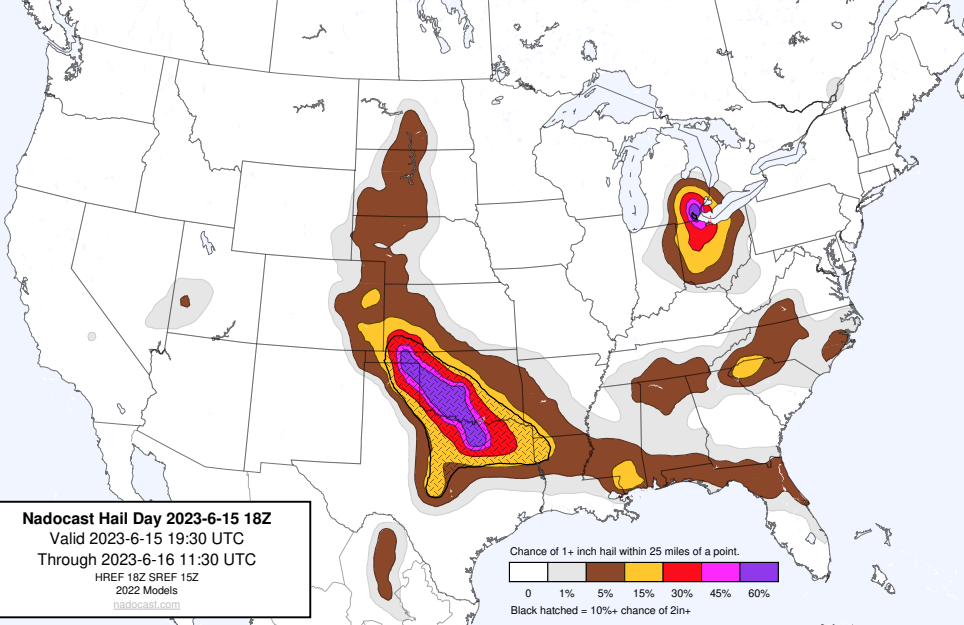 Nadocast Hail Day 2023-6-15 18Z
Valid 2023-6-15 19:30 UTC
Through 2023-6-16 11:30 UTC
HREF 18Z SREF 15Z
2022 Models
nadocast.com
Chance of 1+ inch hail within 25 miles of a point.
0 1% 5% 15% 30% 45% 60%
Black hatched = 10%+ chance of 2in+